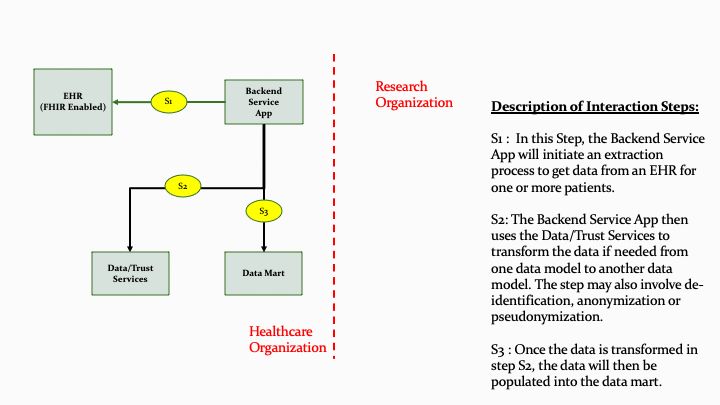 EHR
(FHIR Enabled)
S1
Backend
Service
App
S2
S3
Data/Trust
Services
Data Mart
Healthcare
Organization
Research
Organization
Description of Interaction Steps:
S1 :  In this Step, the Backend Service
App will initiate an extraction
process to get data from an EHR for
one or more patients.
S2: The Backend Service App then
uses the Data/Trust Services to
transform the data if needed from
one data model to another data
model. The step may also involve de-
identification, anonymization or
pseudonymization.
S3 : Once the data is transformed in
step S2, the data will then be
populated into the data mart.